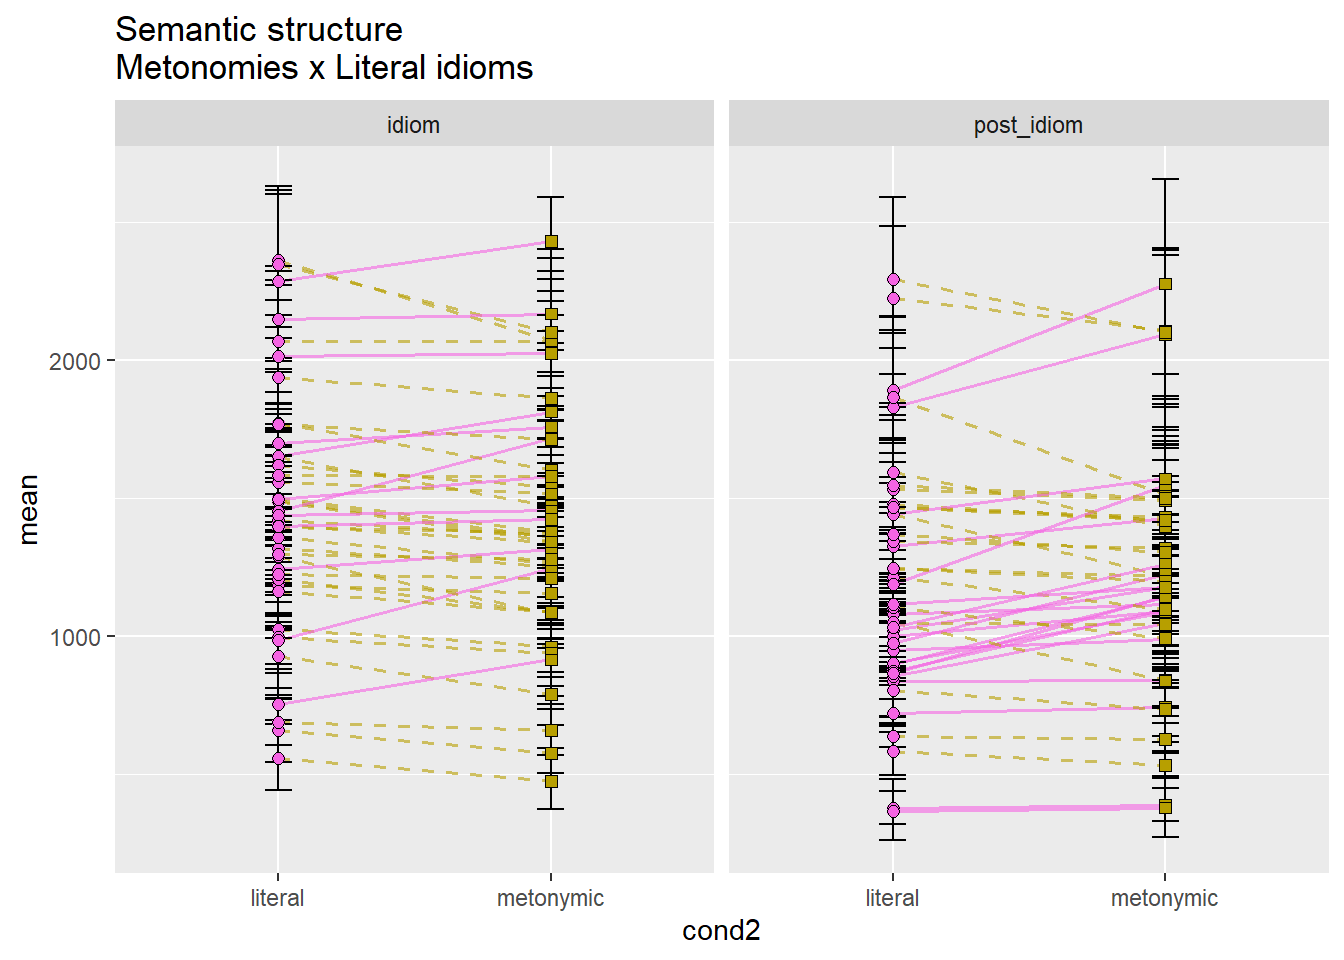 Semantic structure
Metonomies x Literal idioms
idiom
post_idiom
mean
2000
1000
literal
metonymic
literal
metonymic
cond2